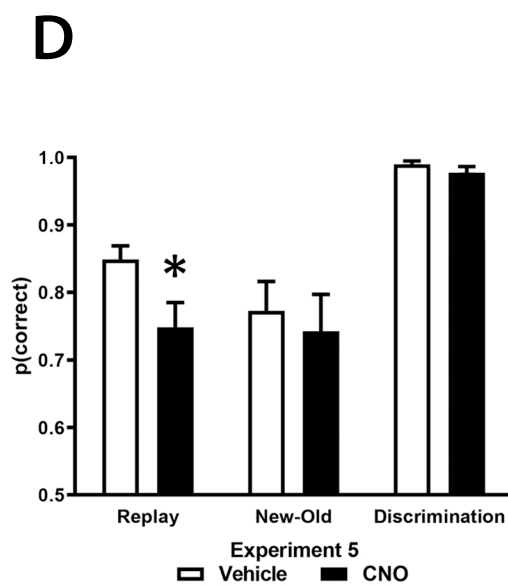 D
1.0
0.9
0.8
0.7
0.6
0.5
p(correct)
*
Replay New-Old Discrimination
Experiment 5
Vehicle CNO